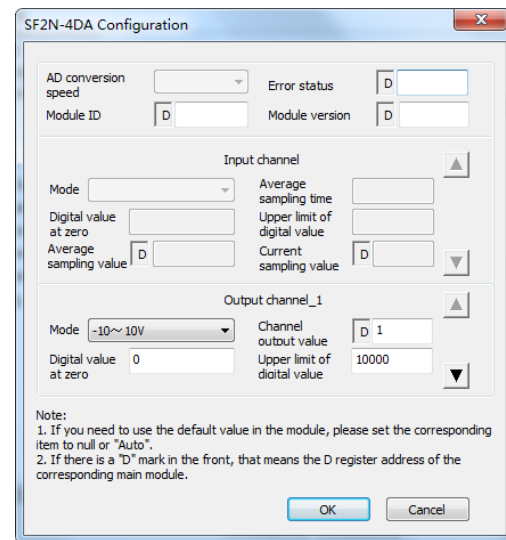 SF2N-4DA Configuration
x
AD conversion speed
Error status D
Module ID D
Module version D
Input channel
Mode
Average sampling time
Digital value at zero
Upper limit of digital value
Average sampling value D
Current sampling value D
Output channel_1
Mode -10~ 10V
Channel output value D 1
Digital value at zero 0
Upper limit of digital value 10000
Note:
1. If you need to use the default value in the module, please set the corresponding
item to null or "Auto".
2. If there is a "D" mark in the front, that means the D register address of the
corresponding main module.
OK
Cancel